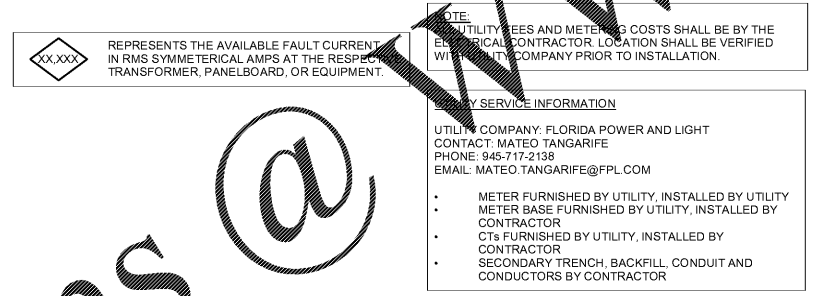 XX,XXX
REPRESENTS THE AVAILABLE FAULT CURRENT
IN RMS SYMMETERICAL AMPS AT THE RESPECTIVE
TRANSFORMER, PANELBOARD, OR EQUIPMENT.
NOTE:
ALL UTILITY FEES AND METERING COSTS SHALL BE BY THE
ELECTRICAL CONTRACTOR. LOCATION SHALL BE VERIFIED
WITH UTILITY COMPANY PRIOR TO INSTALLATION.
UTILITY SERVICE INFORMATION
UTILITY COMPANY: FLORIDA POWER AND LIGHT
CONTACT: MATEO TANGARIFE
PHONE: 945-717-2138
EMAIL: MATEO.TANGARIFE@FPL.COM
• METER FURNISHED BY UTILITY, INSTALLED BY UTILITY
• METER BASE FURNISHED BY UTILITY, INSTALLED BY
CONTRACTOR
• CTs FURNISHED BY UTILITY, INSTALLED BY
CONTRACTOR
• SECONDARY TRENCH, BACKFILL, CONDUIT AND
CONDUCTORS BY CONTRACTOR
@